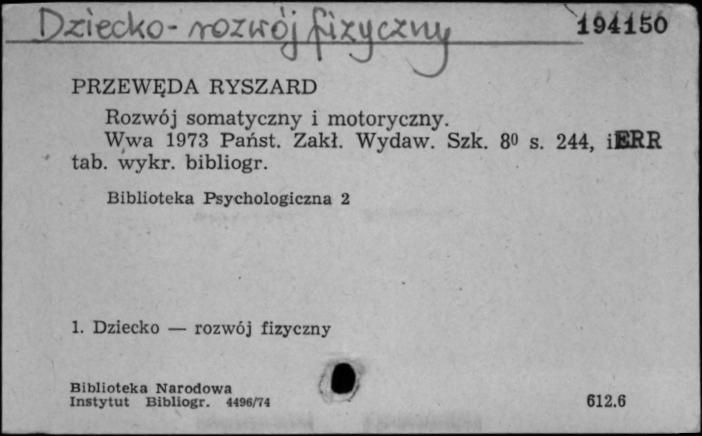 Dziecko - rozwój fizyczny 194150
PRZEWĘDA RYSZARD
Rozwój somatyczny i motoryczny.
Wwa 1973 Państ. Zakł. Wydaw. Szk. 8⁰ s. 244,
tab. wykr. bibliogr.
Biblioteka Psychologiczna 2
1. Dziecko — rozwój fizyczny
Biblioteka Narodowa
Instytut Bibliogr. 4496/74 612.6